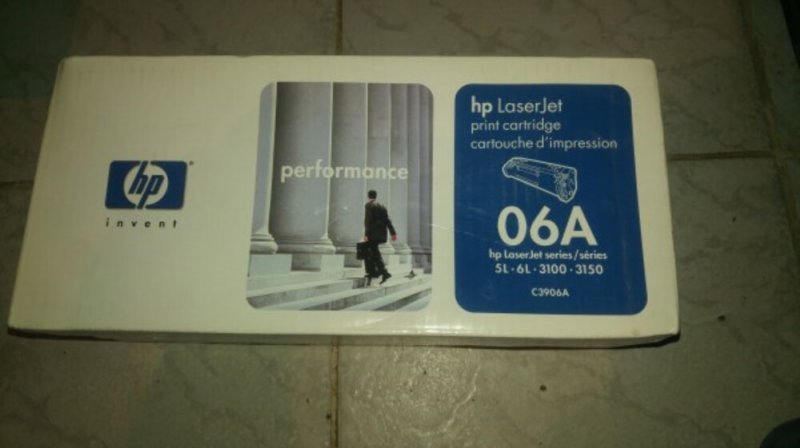 hp
invent
performance
hp LaserJet
print cartridge
cartouche d'impression
06A
hp LaserJet series/séries
5L • 6L • 3100 • 3150
C3906A